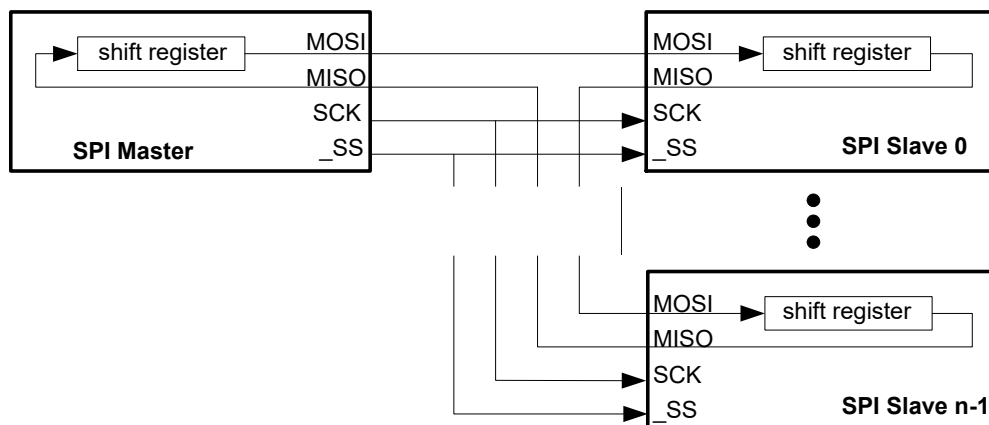 shift register
MOSI
MISO
SCK
_SS
SPI Master
MOSI
shift register
MISO
SCK
_SS
SPI Slave 0
MOSI
shift register
MISO
SCK
_SS
SPI Slave n-1